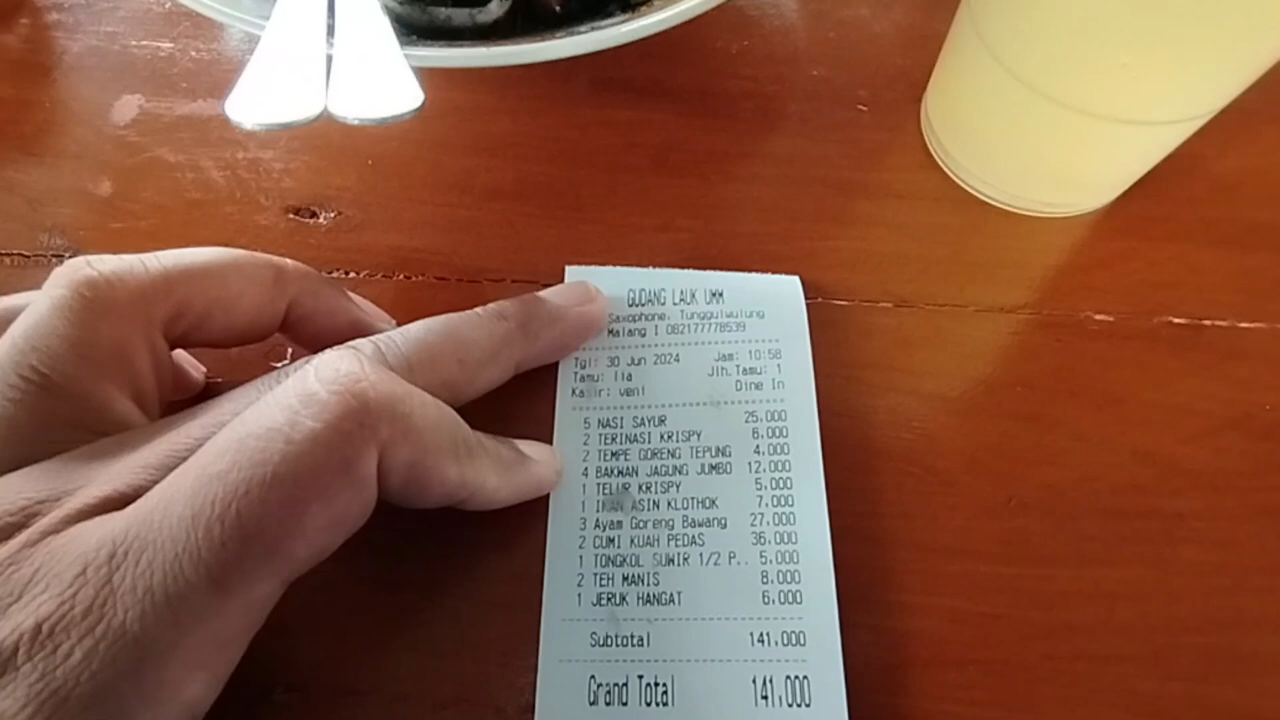 GUDANG LAUK UMM
Saxophone, Tunggulwulung
Malang I 082177778539
Tgl: 30 Jun 2024 Jam: 10:58
Tamu: lia Jlh.Tamu: 1
Kasir: veni Dine In
5 NASI SAYUR 25,000
2 TERINASI KRISPY 6,000
2 TEMPE GORENG TEPUNG 4,000
4 BAKWAN JAGUNG JUMBO 12,000
1 TELUR KRISPY 5,000
1 IKAN ASIN KLOTHOK 7,000
3 Ayam Goreng Bawang 27,000
2 CUMI KUAH PEDAS 36,000
1 TONGKOL SUWIR 1/2 P.. 5,000
2 TEH MANIS 8,000
1 JERUK HANGAT 6,000
Subtotal 141,000
Grand Total 141,000